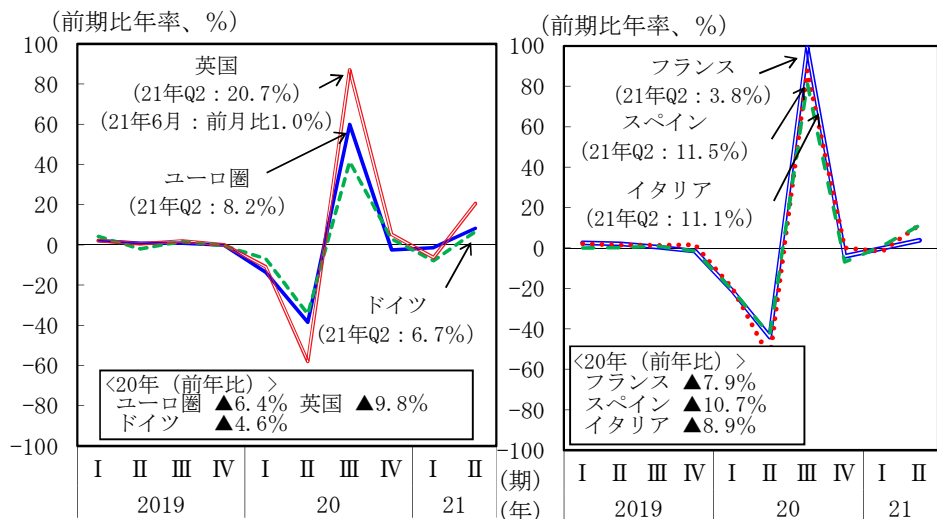 (前期比年率、%)
100
80
60
40
20
0
-20
-40
-60
-80
-100
英国
(21年Q2：20.7%)
(21年6月：前月比1.0%)
ユーロ圏
(21年Q2：8.2%)
ドイツ
(21年Q2：6.7%)
<20年（前年比）>
ユーロ圏 ▲6.4% 英国 ▲9.8%
ドイツ ▲4.6%
Ⅰ Ⅱ Ⅲ Ⅳ Ⅰ Ⅱ Ⅲ Ⅳ Ⅰ Ⅱ (期)
2019 20 21 (年)
(前期比年率、%)
100
80
60
40
20
0
-20
-40
-60
-80
-100
フランス
(21年Q2：3.8%)
スペイン
(21年Q2：11.5%)
イタリア
(21年Q2：11.1%)
<20年（前年比）>
フランス ▲7.9%
スペイン ▲10.7%
イタリア ▲8.9%
Ⅰ Ⅱ Ⅲ Ⅳ Ⅰ Ⅱ Ⅲ Ⅳ Ⅰ Ⅱ
2019 20 21